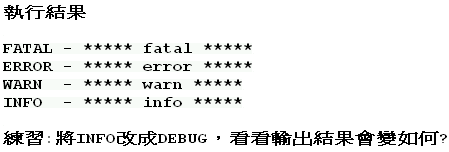 執行結果
FATAL - ***** fatal *****
ERROR - ***** error *****
WARN - ***** warn *****
INFO - ***** info *****
練習:將INFO改成DEBUG，看看輸出結果會變如何?